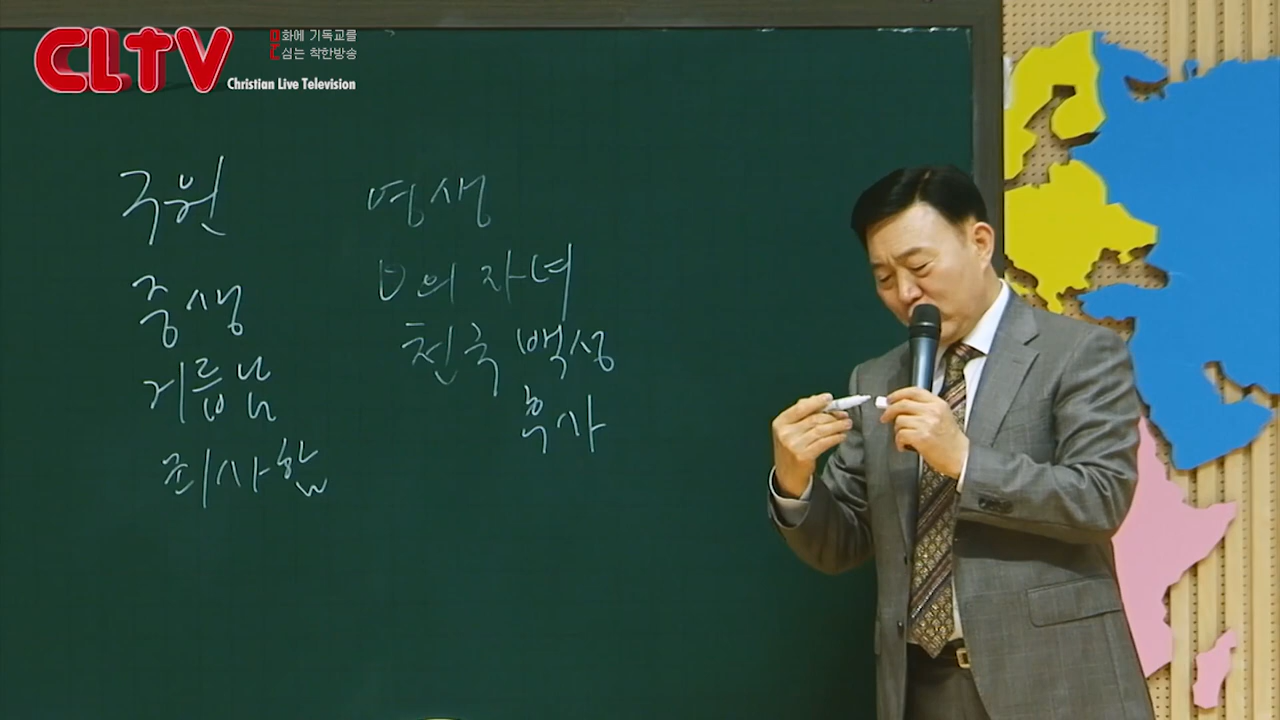 CLTV
문화에 기독교를
심는 착한방송
Christian Live Television
구원
중생
거듭남
죄사함
영생
의 자녀
천국 백성
후사